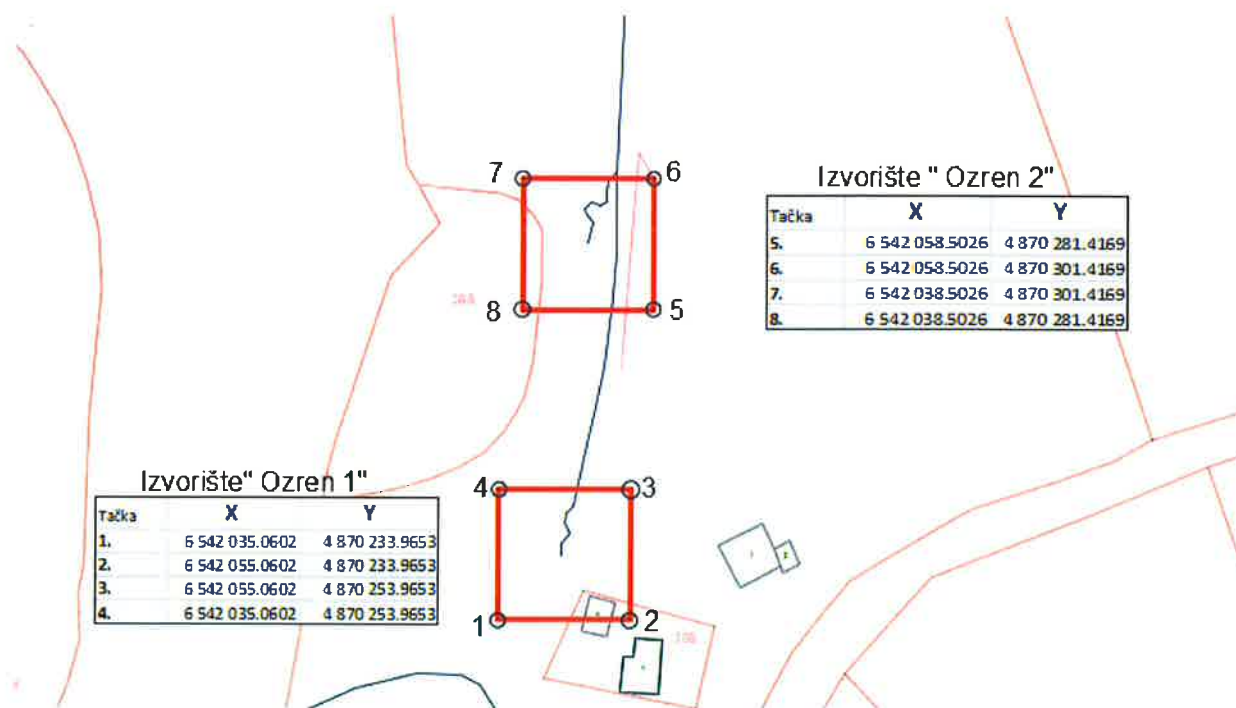 7
6
8
5
Izvorište " Ozren 2"
Tačka X Y
5. 6 542 058.5026 4 870 281.4169
6. 6 542 058.5026 4 870 301.4169
7. 6 542 038.5026 4 870 301.4169
8. 6 542 038.5026 4 870 281.4169
Izvorište" Ozren 1"
Tačka X Y
1. 6 542 035.0602 4 870 233.9653
2. 6 542 055.0602 4 870 233.9653
3. 6 542 055.0602 4 870 253.9653
4. 6 542 035.0602 4 870 253.9653
4
3
1
2